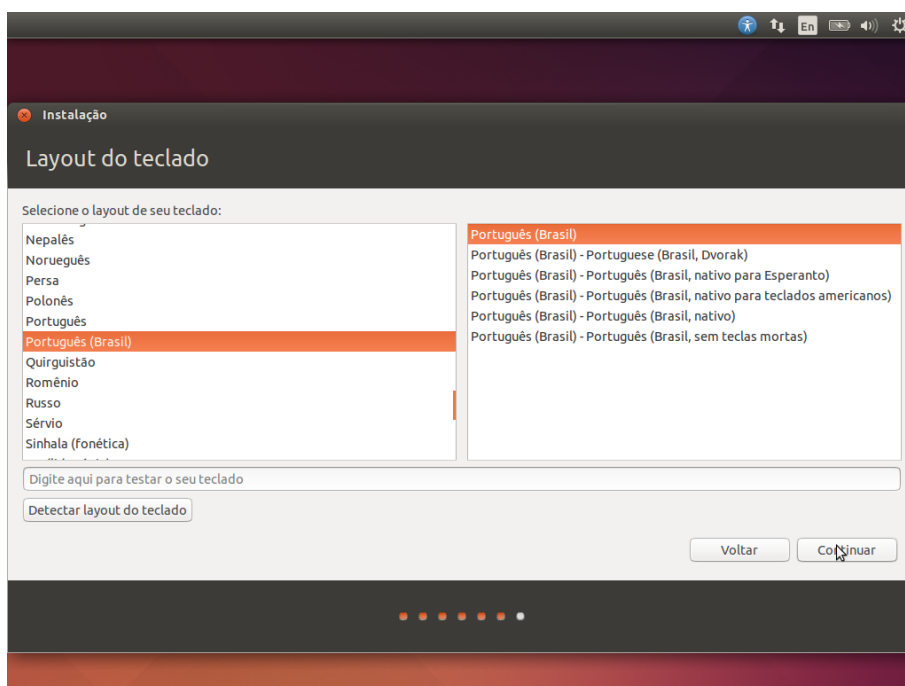 En
Instalação
Layout do teclado
Selecione o layout de seu teclado:
Nepalês
Norueguês
Persa
Polonês
Português
Português (Brasil)
Quirguistão
Romênio
Russo
Sérvio
Sinhala (fonética)
Português (Brasil)
Português (Brasil) - Portuguese (Brasil, Dvorak)
Português (Brasil) - Português (Brasil, nativo para Esperanto)
Português (Brasil) - Português (Brasil, nativo para teclados americanos)
Português (Brasil) - Português (Brasil, nativo)
Português (Brasil) - Português (Brasil, sem teclas mortas)
Digite aqui para testar o seu teclado
Detectar layout do teclado
Voltar
Continuar